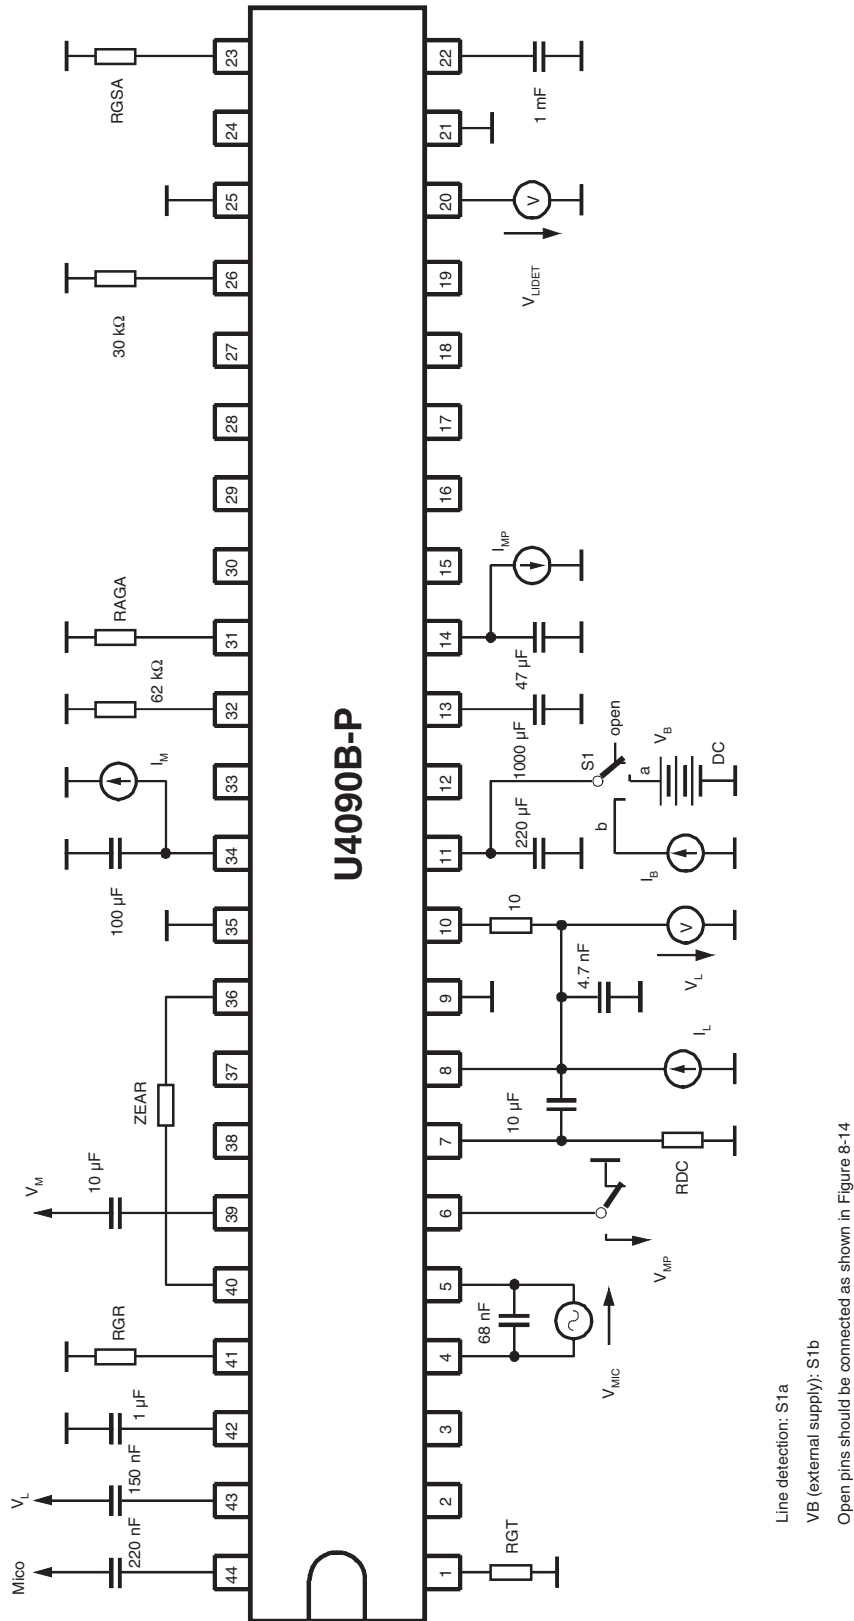 Mico
V_L
V_M
220 nF
150 nF
1 µF
RGR
10 µF
ZEAR
100 µF
I_M
62 kΩ
RAGA
30 kΩ
RGSA
44
43
42
41
40
39
38
37
36
35
34
33
32
31
30
29
28
27
26
25
24
23
U4090B-P
1
2
3
4
5
6
7
8
9
10
11
12
13
14
15
16
17
18
19
20
21
22
RGT
68 nF
V_MIC
V_MP
10 µF
RDC
I_L
4.7 nF
V_L
V
10
220 µF
b
I_B
1000 µF
S1
a
open
V_B
DC
47 µF
I_MP
V_LIDET
V
1 mF
Line detection: S1a
VB (external supply): S1b
Open pins should be connected as shown in Figure 8-14